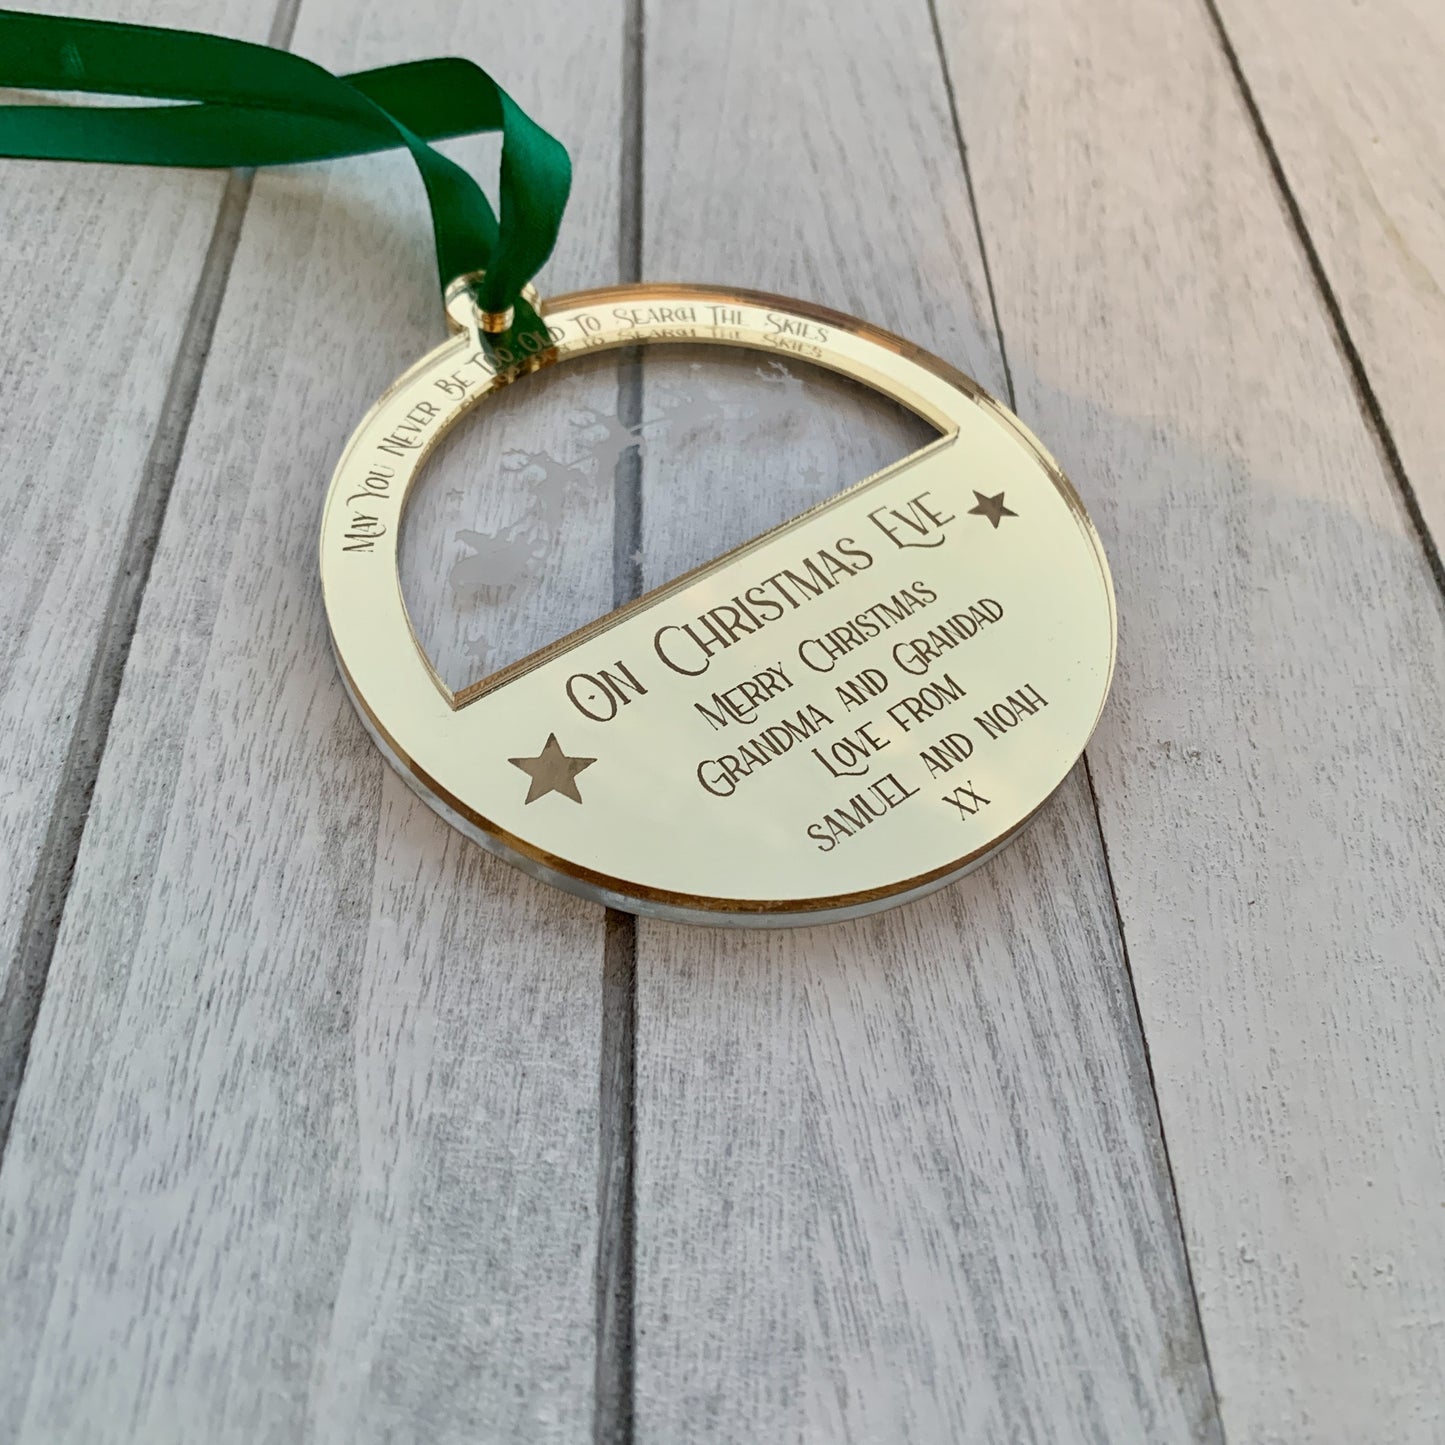 May You Never Be Too Old To Search The Skies
On Christmas Eve
Merry Christmas
Grandma and Grandad
Love from
Samuel and Noah
xx